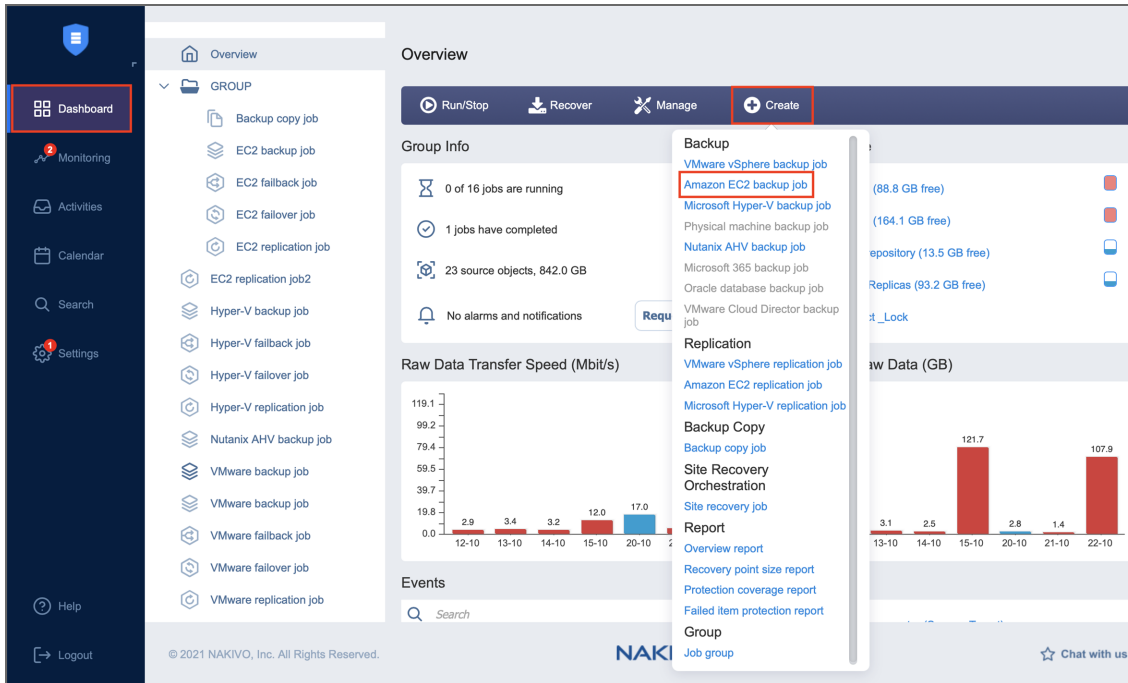 Dashboard
2
Monitoring
Activities
Calendar
Search
1
Settings
Help
Logout
Overview
GROUP
Backup copy job
EC2 backup job
EC2 failback job
EC2 failover job
EC2 replication job
EC2 replication job2
Hyper-V backup job
Hyper-V failback job
Hyper-V failover job
Hyper-V replication job
Nutanix AHV backup job
VMware backup job
VMware backup job
VMware failback job
VMware failover job
VMware replication job
Overview
Run/Stop Recover Manage Create
Group Info
0 of 16 jobs are running
1 jobs have completed
23 source objects, 842.0 GB
No alarms and notifications
Requ
Backup
VMware vSphere backup job
Amazon EC2 backup job
Microsoft Hyper-V backup job
Physical machine backup job
Nutanix AHV backup job
Microsoft 365 backup job
Oracle database backup job
VMware Cloud Director backup
job
Replication
VMware vSphere replication job
Amazon EC2 replication job
Microsoft Hyper-V replication job
Backup Copy
Backup copy job
Site Recovery
Orchestration
Site recovery job
Report
Overview report
Recovery point size report
Protection coverage report
Failed item protection report
Group
Job group
(88.8 GB free)
(164.1 GB free)
epository (13.5 GB free)
Replicas (93.2 GB free)
ct _Lock
Raw Data Transfer Speed (Mbit/s)
119.1
99.2
79.4
59.5
39.7
19.8
0.0
2.9 3.4 3.2 12.0 17.0
12-10 13-10 14-10 15-10 20-10 2
aw Data (GB)
3.1 2.5 121.7 2.8 1.4 107.9
13-10 14-10 15-10 20-10 21-10 22-10
Events
Search
© 2021 NAKIVO, Inc. All Rights Reserved.
NAKI
Chat with us